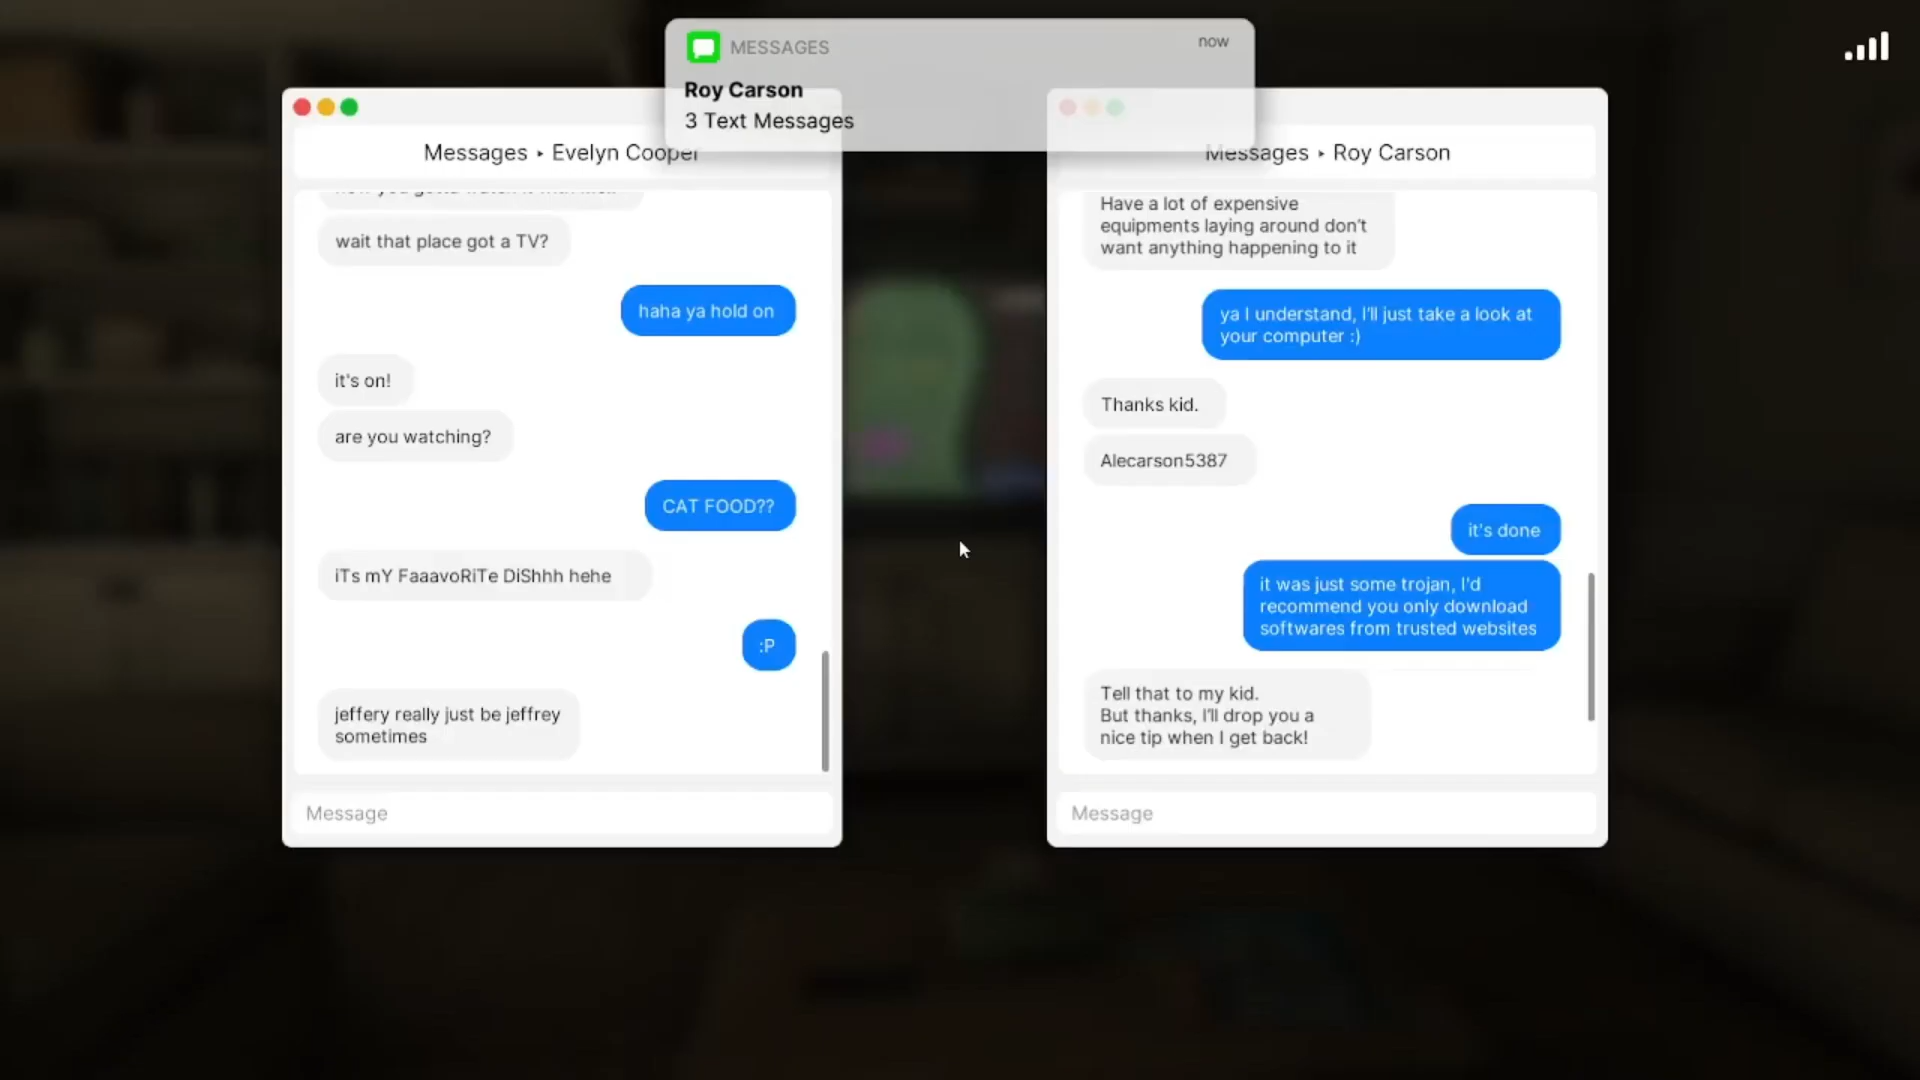 MESSAGES
now
Roy Carson
3 Text Messages
Messages ‣ Evelyn Cooper
wait that place got a TV?
haha ya hold on
it's on!
are you watching?
CAT FOOD??
iTs mY FaaavoRiTe DiShhh hehe
:P
jeffery really just be jeffrey
sometimes
Message
Messages ‣ Roy Carson
Have a lot of expensive
equipments laying around don't
want anything happening to it
ya I understand, I'll just take a look at
your computer :)
Thanks kid.
Alecarson5387
it's done
it was just some trojan, I'd
recommend you only download
softwares from trusted websites
Tell that to my kid.
But thanks, I'll drop you a
nice tip when I get back!
Message